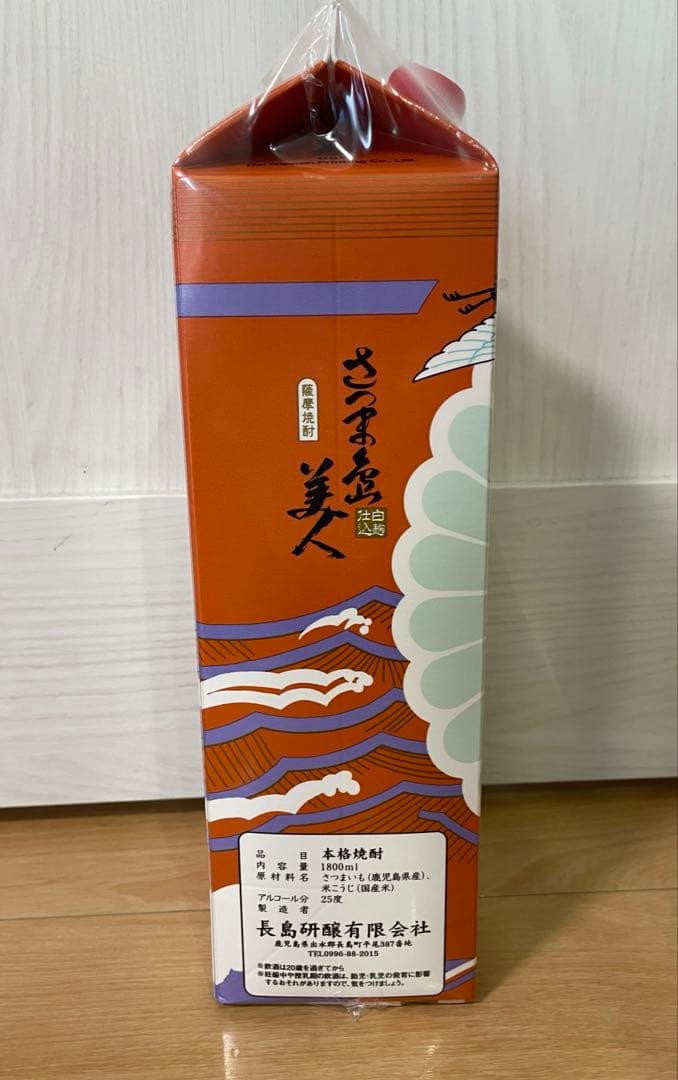 Dai Nippon Printing Co., Ltd.
さつま島
美人
薩摩焼酎
白麹
仕込
品目 本格焼酎
内容量 1800ml
原材料名 さつまいも(鹿児島県産)、
米こうじ(国産米)
アルコール分 25度
製造者
長島研醸有限会社
鹿児島県出水郡長島町平尾387番地
TEL0996-88-2015
※飲酒は20歳を過ぎてから
※妊娠中や授乳期の飲酒は、胎児・乳児の発育に影響
するおそれがありますので、気をつけましょう。